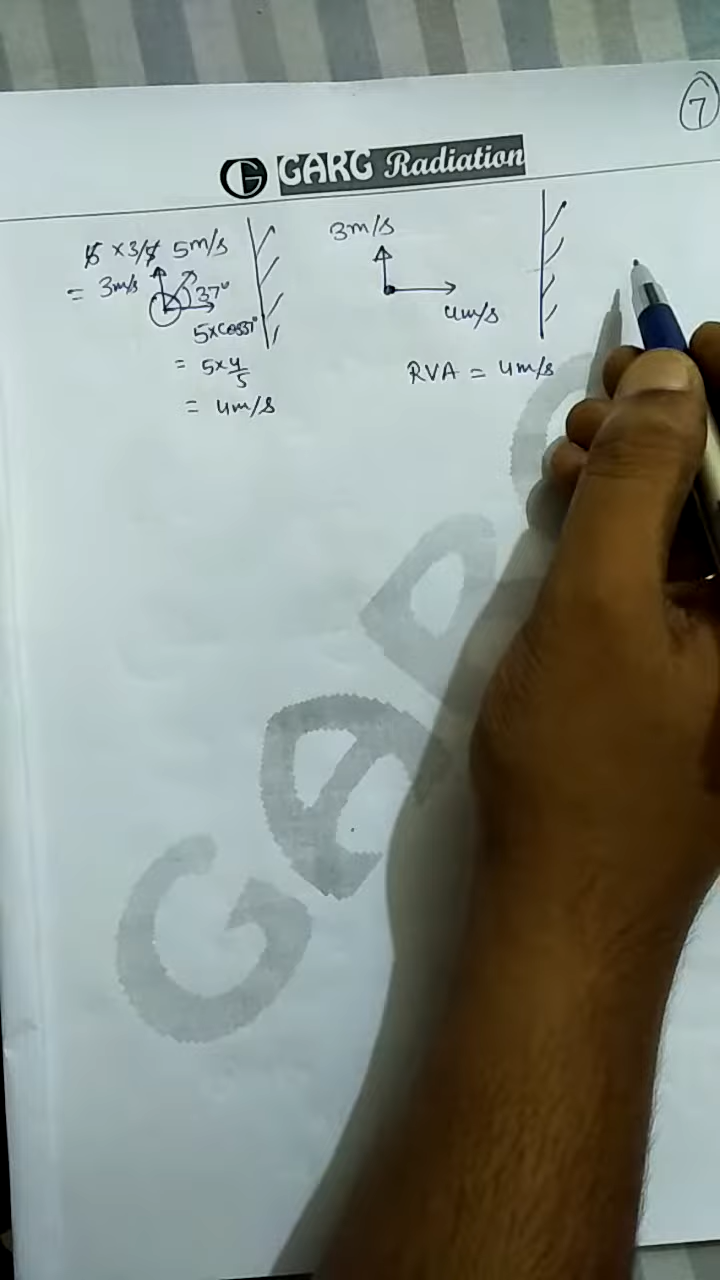 7
G GARG Radiation
5 × 3/5 5m/s
= 3m/s 37°
5×cos37°
= 5×4/5
= 4m/s
3m/s
4m/s
RVA = 4m/s
GARG